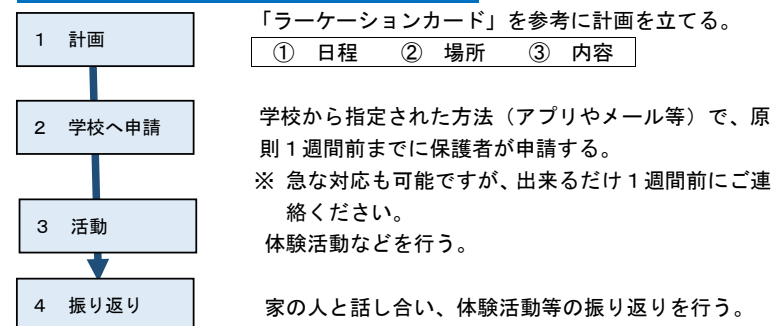 1 計画
「ラーケーションカード」を参考に計画を立てる。
① 日程 ② 場所 ③ 内容
2 学校へ申請
学校から指定された方法（アプリやメール等）で、原
則１週間前までに保護者が申請する。
※ 急な対応も可能ですが、出来るだけ１週間前にご連
絡ください。
3 活動
体験活動などを行う。
4 振り返り
家の人と話し合い、体験活動等の振り返りを行う。